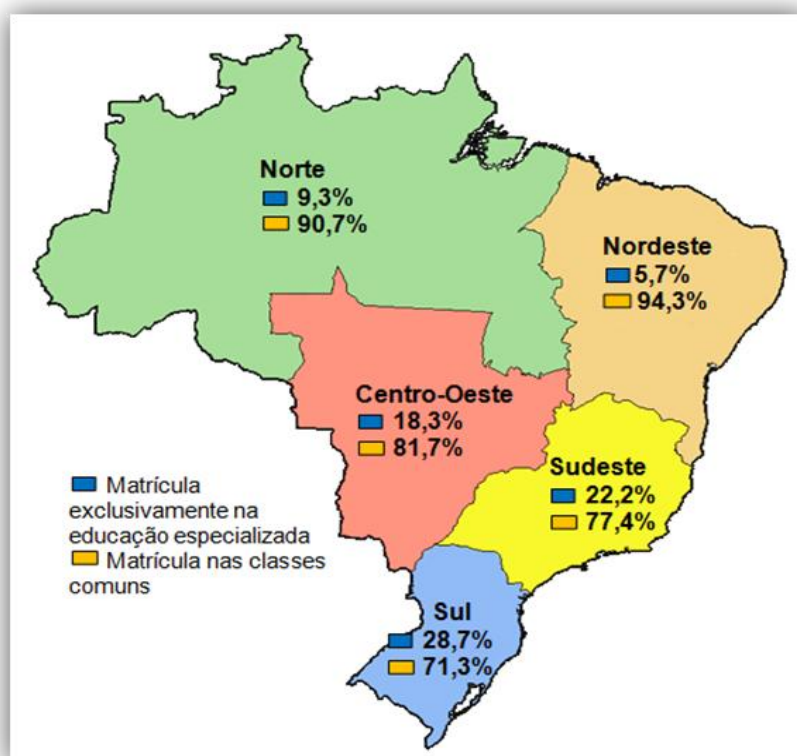 Norte
9,3%
90,7%
Nordeste
5,7%
94,3%
Centro-Oeste
18,3%
81,7%
Sudeste
22,2%
77,4%
Matrícula
exclusivamente na
educação especializada
Matrícula nas classes
comuns
Sul
28,7%
71,3%